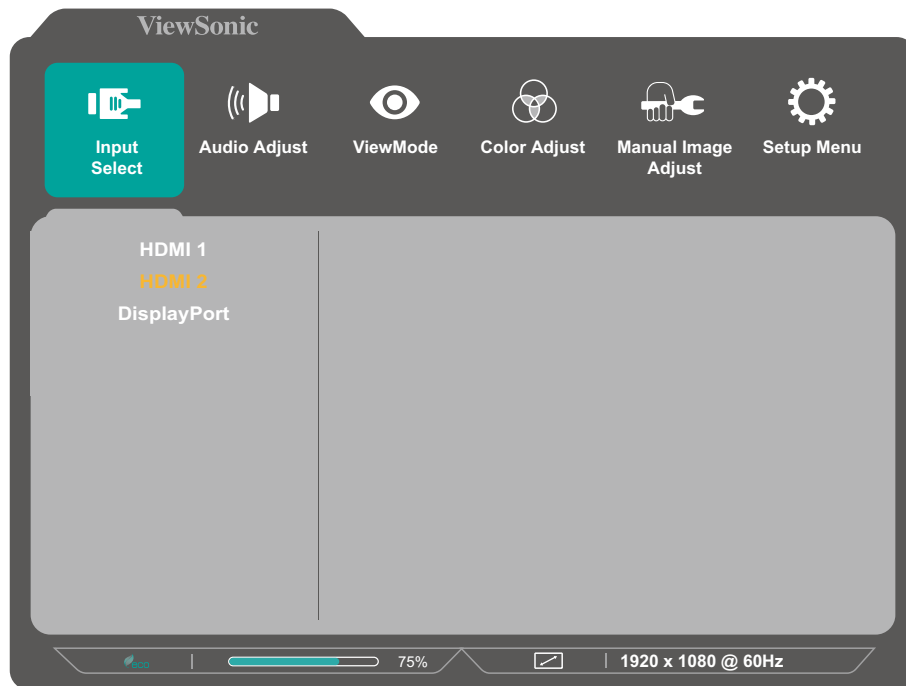 ViewSonic
Input
Select
Audio Adjust
ViewMode
Color Adjust
Manual Image
Adjust
Setup Menu
HDMI 1
HDMI 2
DisplayPort
eco
75%
1920 x 1080 @ 60Hz